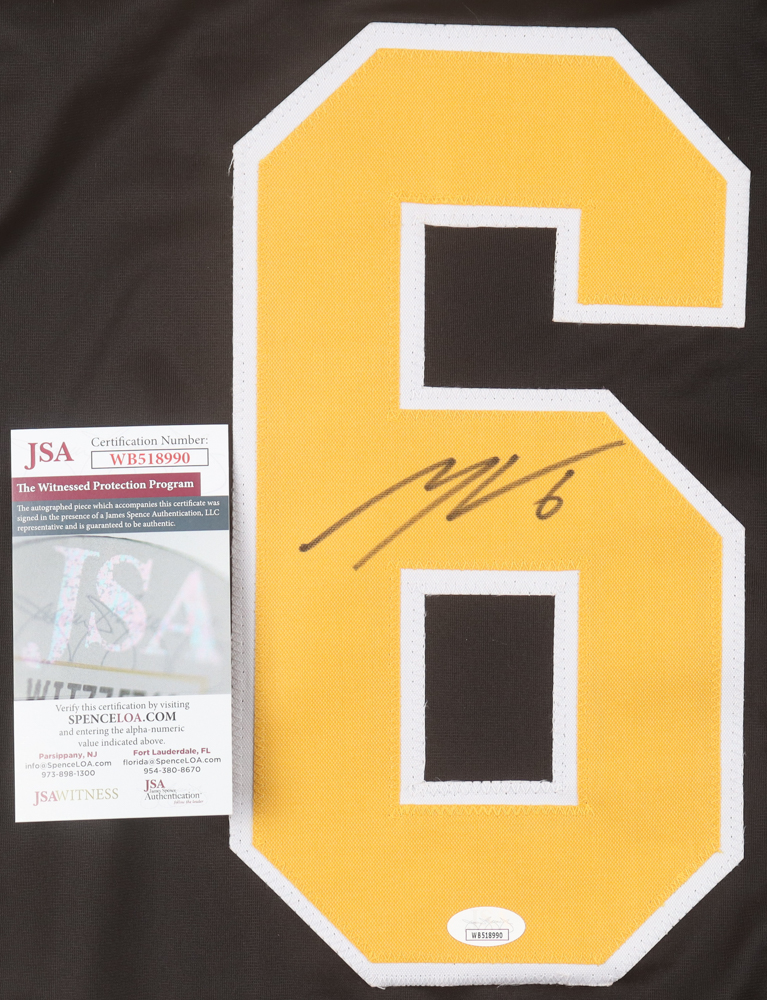 6
JSA
Certification Number:
WB518990
The Witnessed Protection Program
The autographed piece which accompanies this certificate was
signed in the presence of a James Spence Authentication, LLC
representative and is guaranteed to be authentic.
JSA
Verify this certification by visiting
SPENCELOA.COM
and entering the alpha-numeric
value indicated above.
Parsippany, NJ
info@SpenceLOA.com
973-898-1300
Fort Lauderdale, FL
florida@SpenceLOA.com
954-380-8670
JSAWITNESS
JSA
James Spence
Authentication
6
WB518990